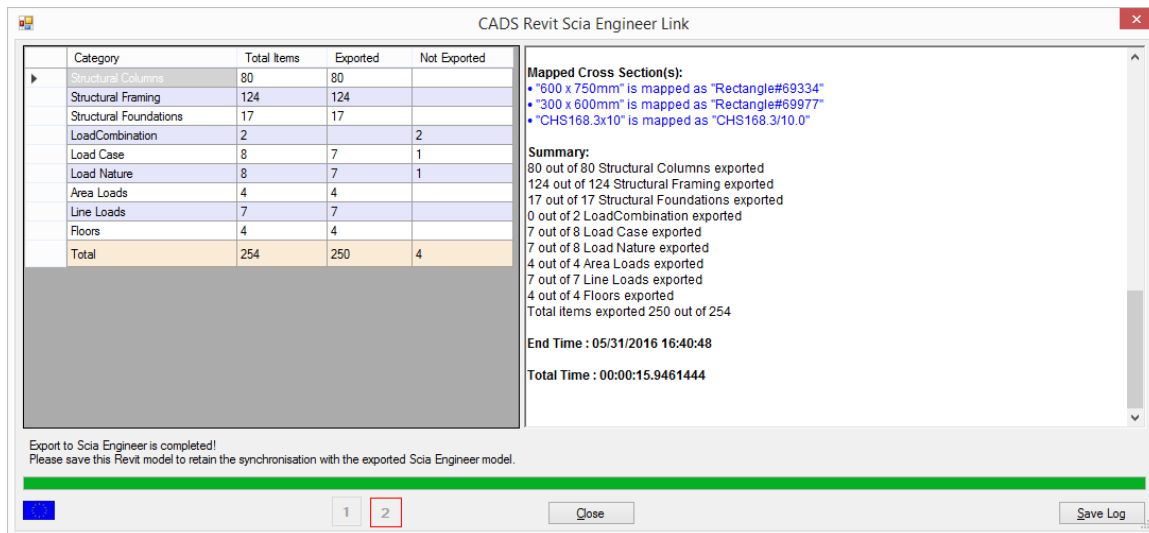 CADS Revit Scia Engineer Link
Category Total Items Exported Not Exported
Structural Columns 80 80
Structural Framing 124 124
Structural Foundations 17 17
LoadCombination 2 2
Load Case 8 7 1
Load Nature 8 7 1
Area Loads 4 4
Line Loads 7 7
Floors 4 4
Total 254 250 4
Mapped Cross Section(s):
• "600 x 750mm" is mapped as "Rectangle#69334"
• "300 x 600mm" is mapped as "Rectangle#69977"
• "CHS168.3x10" is mapped as "CHS168.3/10.0"
Summary:
80 out of 80 Structural Columns exported
124 out of 124 Structural Framing exported
17 out of 17 Structural Foundations exported
0 out of 2 LoadCombination exported
7 out of 8 Load Case exported
7 out of 8 Load Nature exported
4 out of 4 Area Loads exported
7 out of 7 Line Loads exported
4 out of 4 Floors exported
Total items exported 250 out of 254
End Time : 05/31/2016 16:40:48
Total Time : 00:00:15.9461444
Export to Scia Engineer is completed!
Please save this Revit model to retain the synchronisation with the exported Scia Engineer model.
1 2 Close Save Log